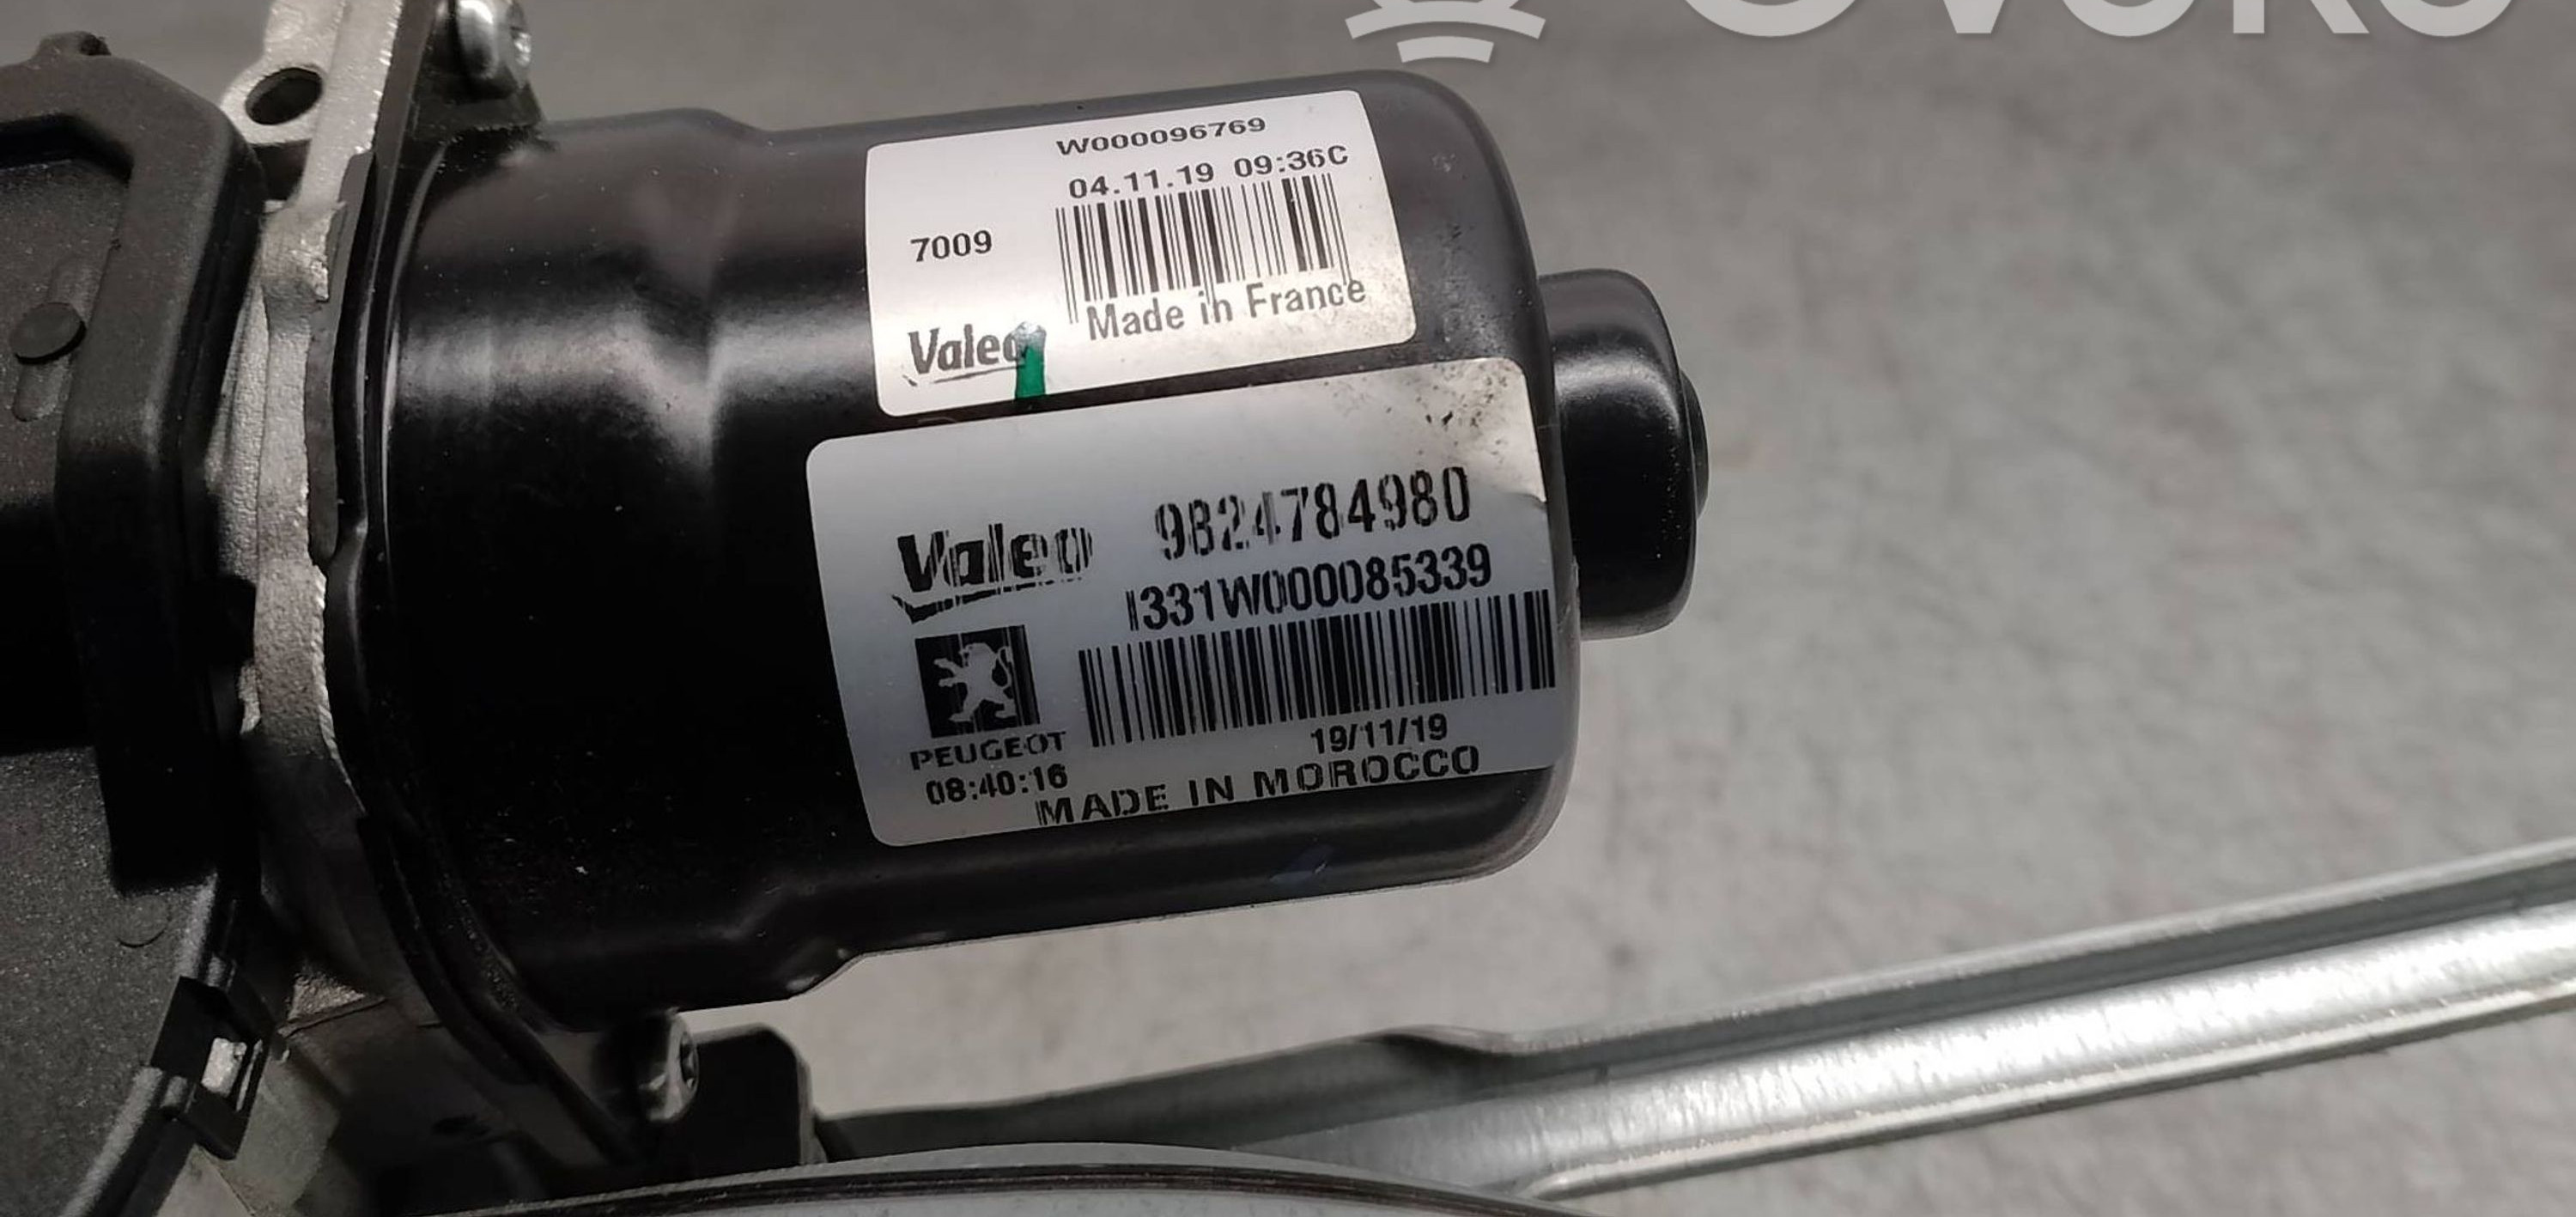 OVOKO
W000096769
04.11.19 09:36C
7009
Made in France
Valeo
Valeo 9824784980
I331W000085339
PEUGEOT
19/11/19
08:40:16
MADE IN MOROCCO